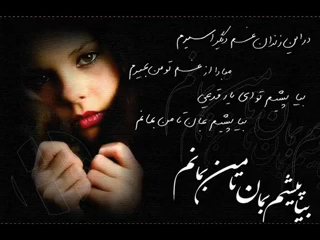 در این زندان غم دیگر اسیرم
مبادا از غم تو من بمیرم
بیا پیشم تو ای یار قدیمی
بیا پیشم بمان تا من بمانم
بیا پیشم بمان تا من بمانم